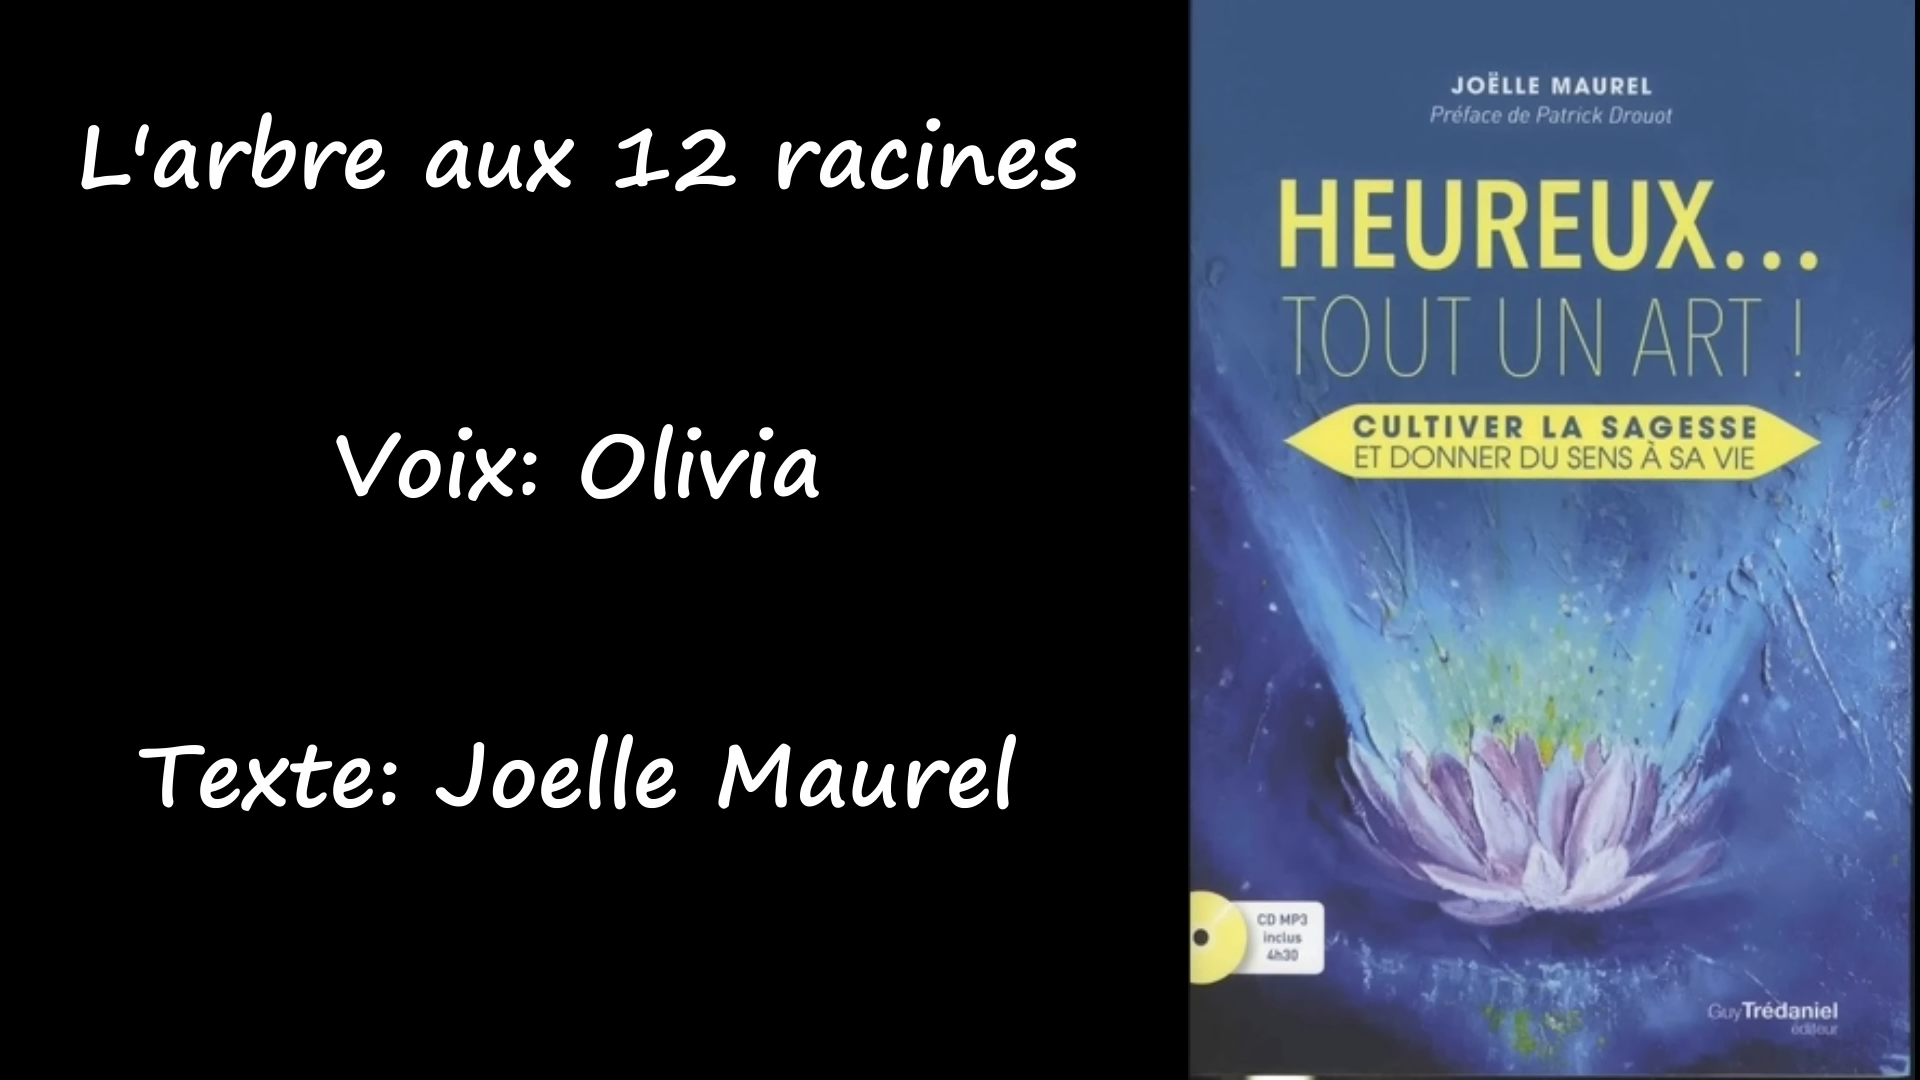 L'arbre aux 12 racines
Voix: Olivia
Texte: Joelle Maurel
JOËLLE MAUREL
Préface de Patrick Drouot
HEUREUX...
TOUT UN ART !
CULTIVER LA SAGESSE
ET DONNER DU SENS À SA VIE
CD MP3
inclus
4h30
Guy Trédaniel
éditeur